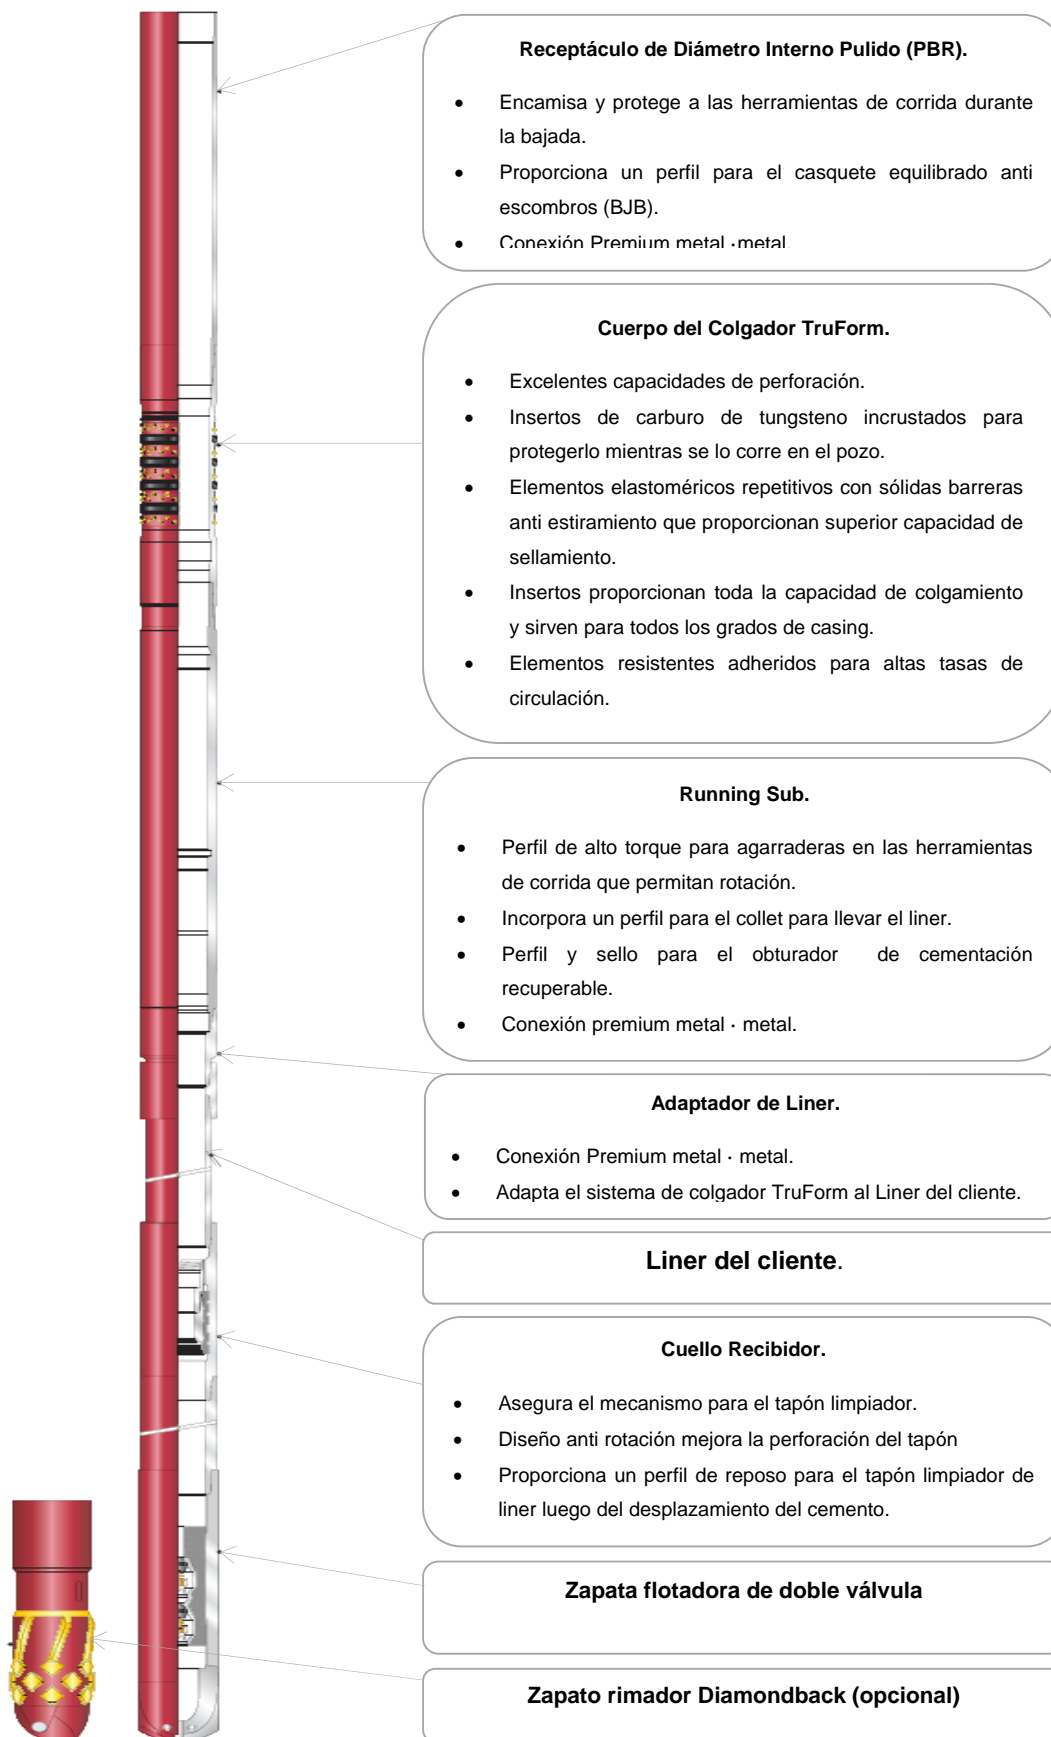 Receptáculo de Diámetro Interno Pulido (PBR).
• Encamisa y protege a las herramientas de corrida durante
la bajada.
• Proporciona un perfil para el casquete equilibrado anti
escombros (BJB).
• Conexión Premium metal · metal.
Cuerpo del Colgador TruForm.
• Excelentes capacidades de perforación.
• Insertos de carburo de tungsteno incrustados para
protegerlo mientras se lo corre en el pozo.
• Elementos elastoméricos repetitivos con sólidas barreras
anti estiramiento que proporcionan superior capacidad de
sellamiento.
• Insertos proporcionan toda la capacidad de colgamiento
y sirven para todos los grados de casing.
• Elementos resistentes adheridos para altas tasas de
circulación.
Running Sub.
• Perfil de alto torque para agarraderas en las herramientas
de corrida que permitan rotación.
• Incorpora un perfil para el collet para llevar el liner.
• Perfil y sello para el obturador de cementación
recuperable.
• Conexión premium metal · metal.
Adaptador de Liner.
• Conexión Premium metal · metal.
• Adapta el sistema de colgador TruForm al Liner del cliente.
Liner del cliente.
Cuello Recibidor.
• Asegura el mecanismo para el tapón limpiador.
• Diseño anti rotación mejora la perforación del tapón
• Proporciona un perfil de reposo para el tapón limpiador de
liner luego del desplazamiento del cemento.
Zapata flotadora de doble válvula
Zapato rimador Diamondback (opcional)